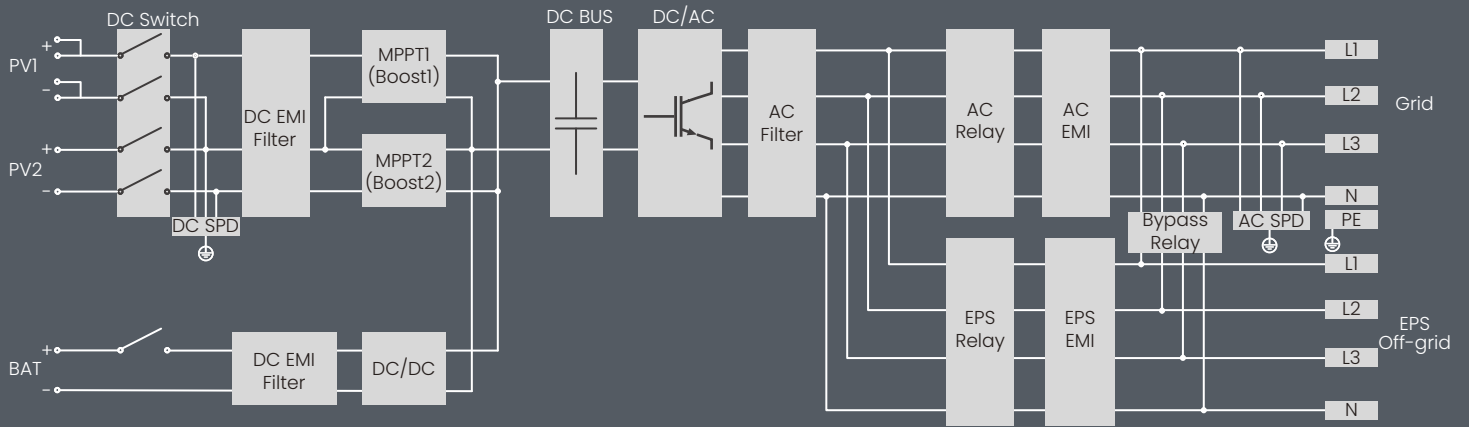 DC Switch
DC BUS
DC/AC
PV1
+
−
PV2
+
−
DC EMI
Filter
MPPT1
(Boost1)
MPPT2
(Boost2)
DC SPD
AC
Filter
AC
Relay
AC
EMI
L1
L2
L3
N
PE
Grid
Bypass
Relay
AC SPD
BAT
+
−
DC EMI
Filter
DC/DC
EPS
Relay
EPS
EMI
L1
L2
L3
N
EPS
Off-grid